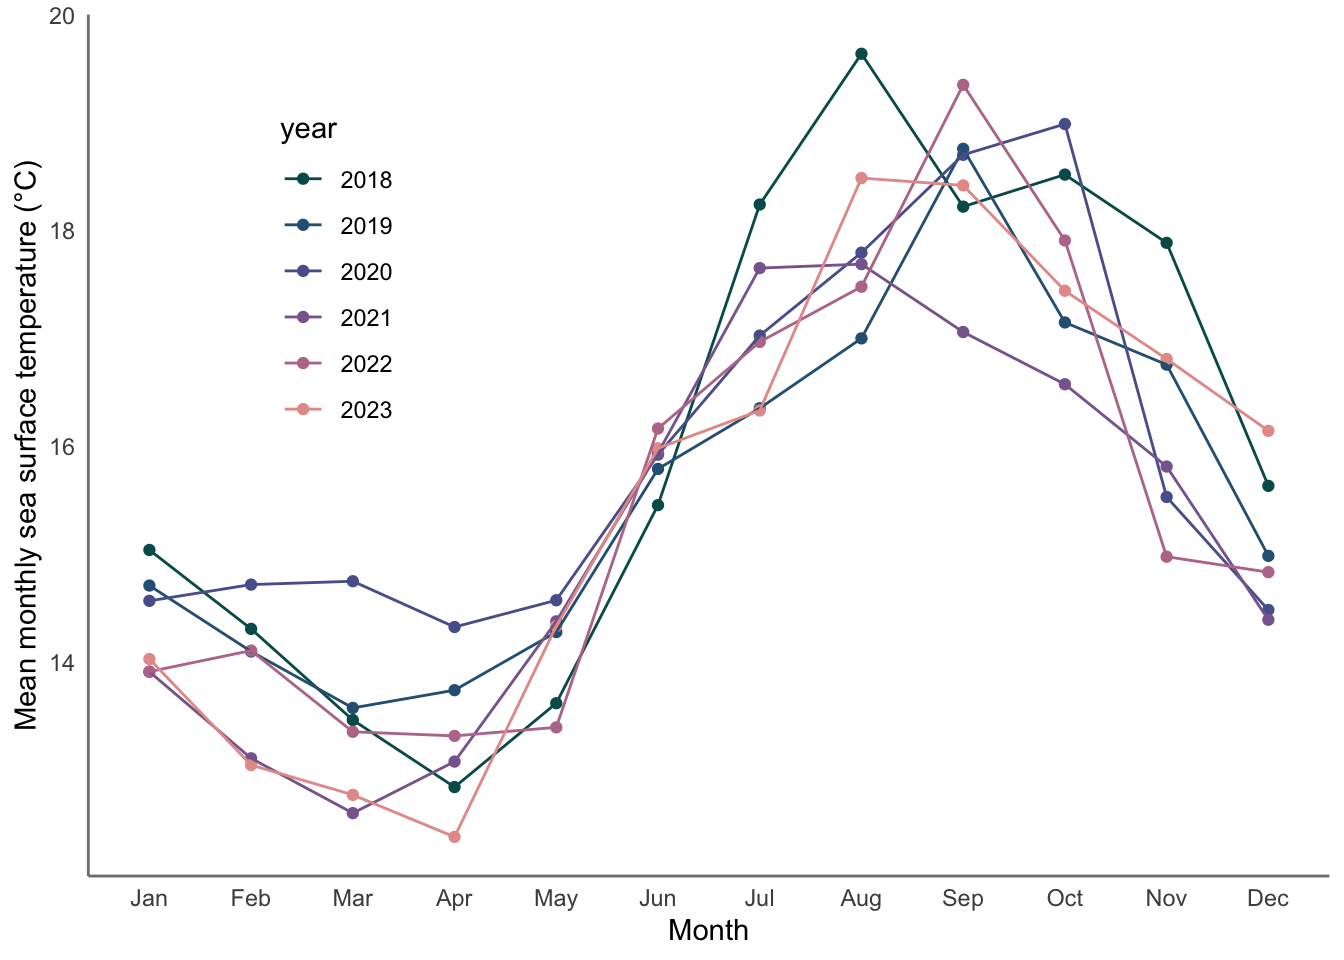 20
18
16
14
Mean monthly sea surface temperature (°C)
year
2018
2019
2020
2021
2022
2023
Jan Feb Mar Apr May Jun Jul Aug Sep Oct Nov Dec
Month